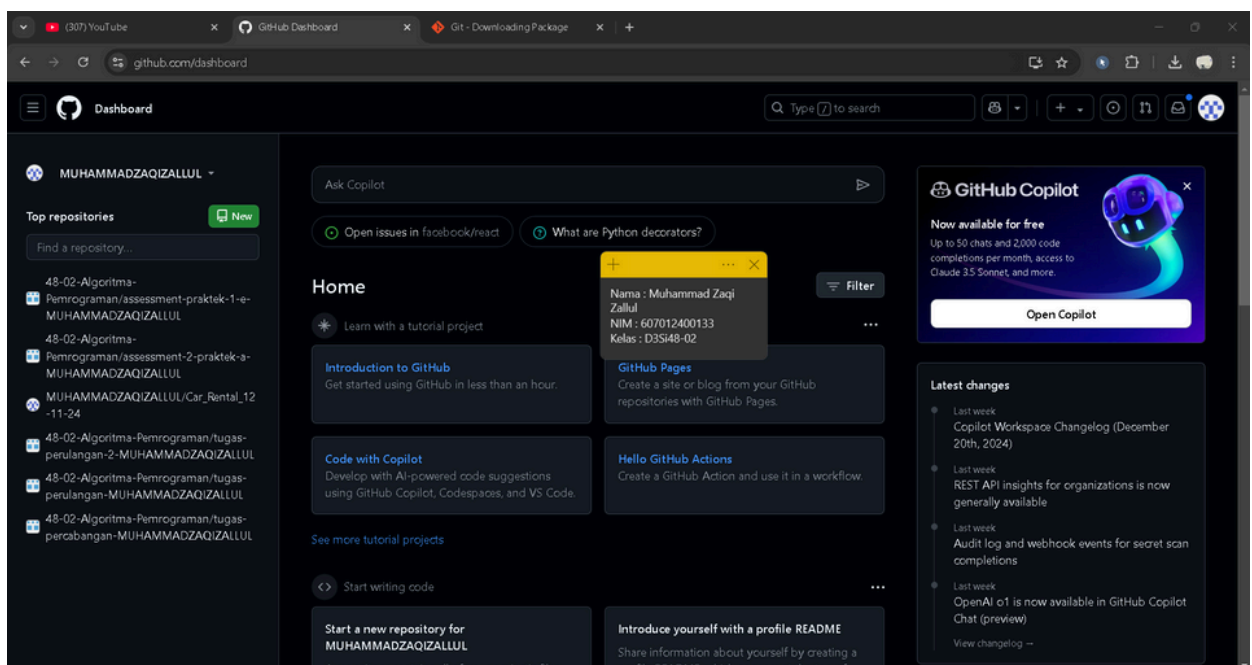 (307) YouTube
GitHub Dashboard
Git - Downloading Package
github.com/dashboard
Dashboard
Type / to search
MUHAMMADZAQIZALLUL
Top repositories
New
Find a repository...
48-02-Algoritma-
Pemrograman/assessment-praktek-1-e-
MUHAMMADZAQIZALLUL
48-02-Algoritma-
Pemrograman/assessment-2-praktek-a-
MUHAMMADZAQIZALLUL
MUHAMMADZAQIZALLUL/Car_Rental_12
-11-24
48-02-Algoritma-Pemrograman/tugas-
perulangan-2-MUHAMMADZAQIZALLUL
48-02-Algoritma-Pemrograman/tugas-
perulangan-MUHAMMADZAQIZALLUL
48-02-Algoritma-Pemrograman/tugas-
percabangan-MUHAMMADZAQIZALLUL
Ask Copilot
Open issues in facebook/react
What are Python decorators?
Home
Filter
Nama : Muhammad Zaqi
Zallul
NIM : 607012400133
Kelas : D3Si48-02
Learn with a tutorial project
Introduction to GitHub
Get started using GitHub in less than an hour.
GitHub Pages
Create a site or blog from your GitHub
repositories with GitHub Pages.
Code with Copilot
Develop with AI-powered code suggestions
using GitHub Copilot, Codespaces, and VS Code.
Hello GitHub Actions
Create a GitHub Action and use it in a workflow.
See more tutorial projects
Start writing code
Start a new repository for
MUHAMMADZAQIZALLUL
Introduce yourself with a profile README
Share information about yourself by creating a
GitHub Copilot
Now available for free
Up to 50 chats and 2,000 code
completions per month, access to
Claude 3.5 Sonnet, and more.
Open Copilot
Latest changes
Last week
Copilot Workspace Changelog (December
20th, 2024)
Last week
REST API insights for organizations is now
generally available
Last week
Audit log and webhook events for secret scan
completions
Last week
OpenAI o1 is now available in GitHub Copilot
Chat (preview)
View changelog →